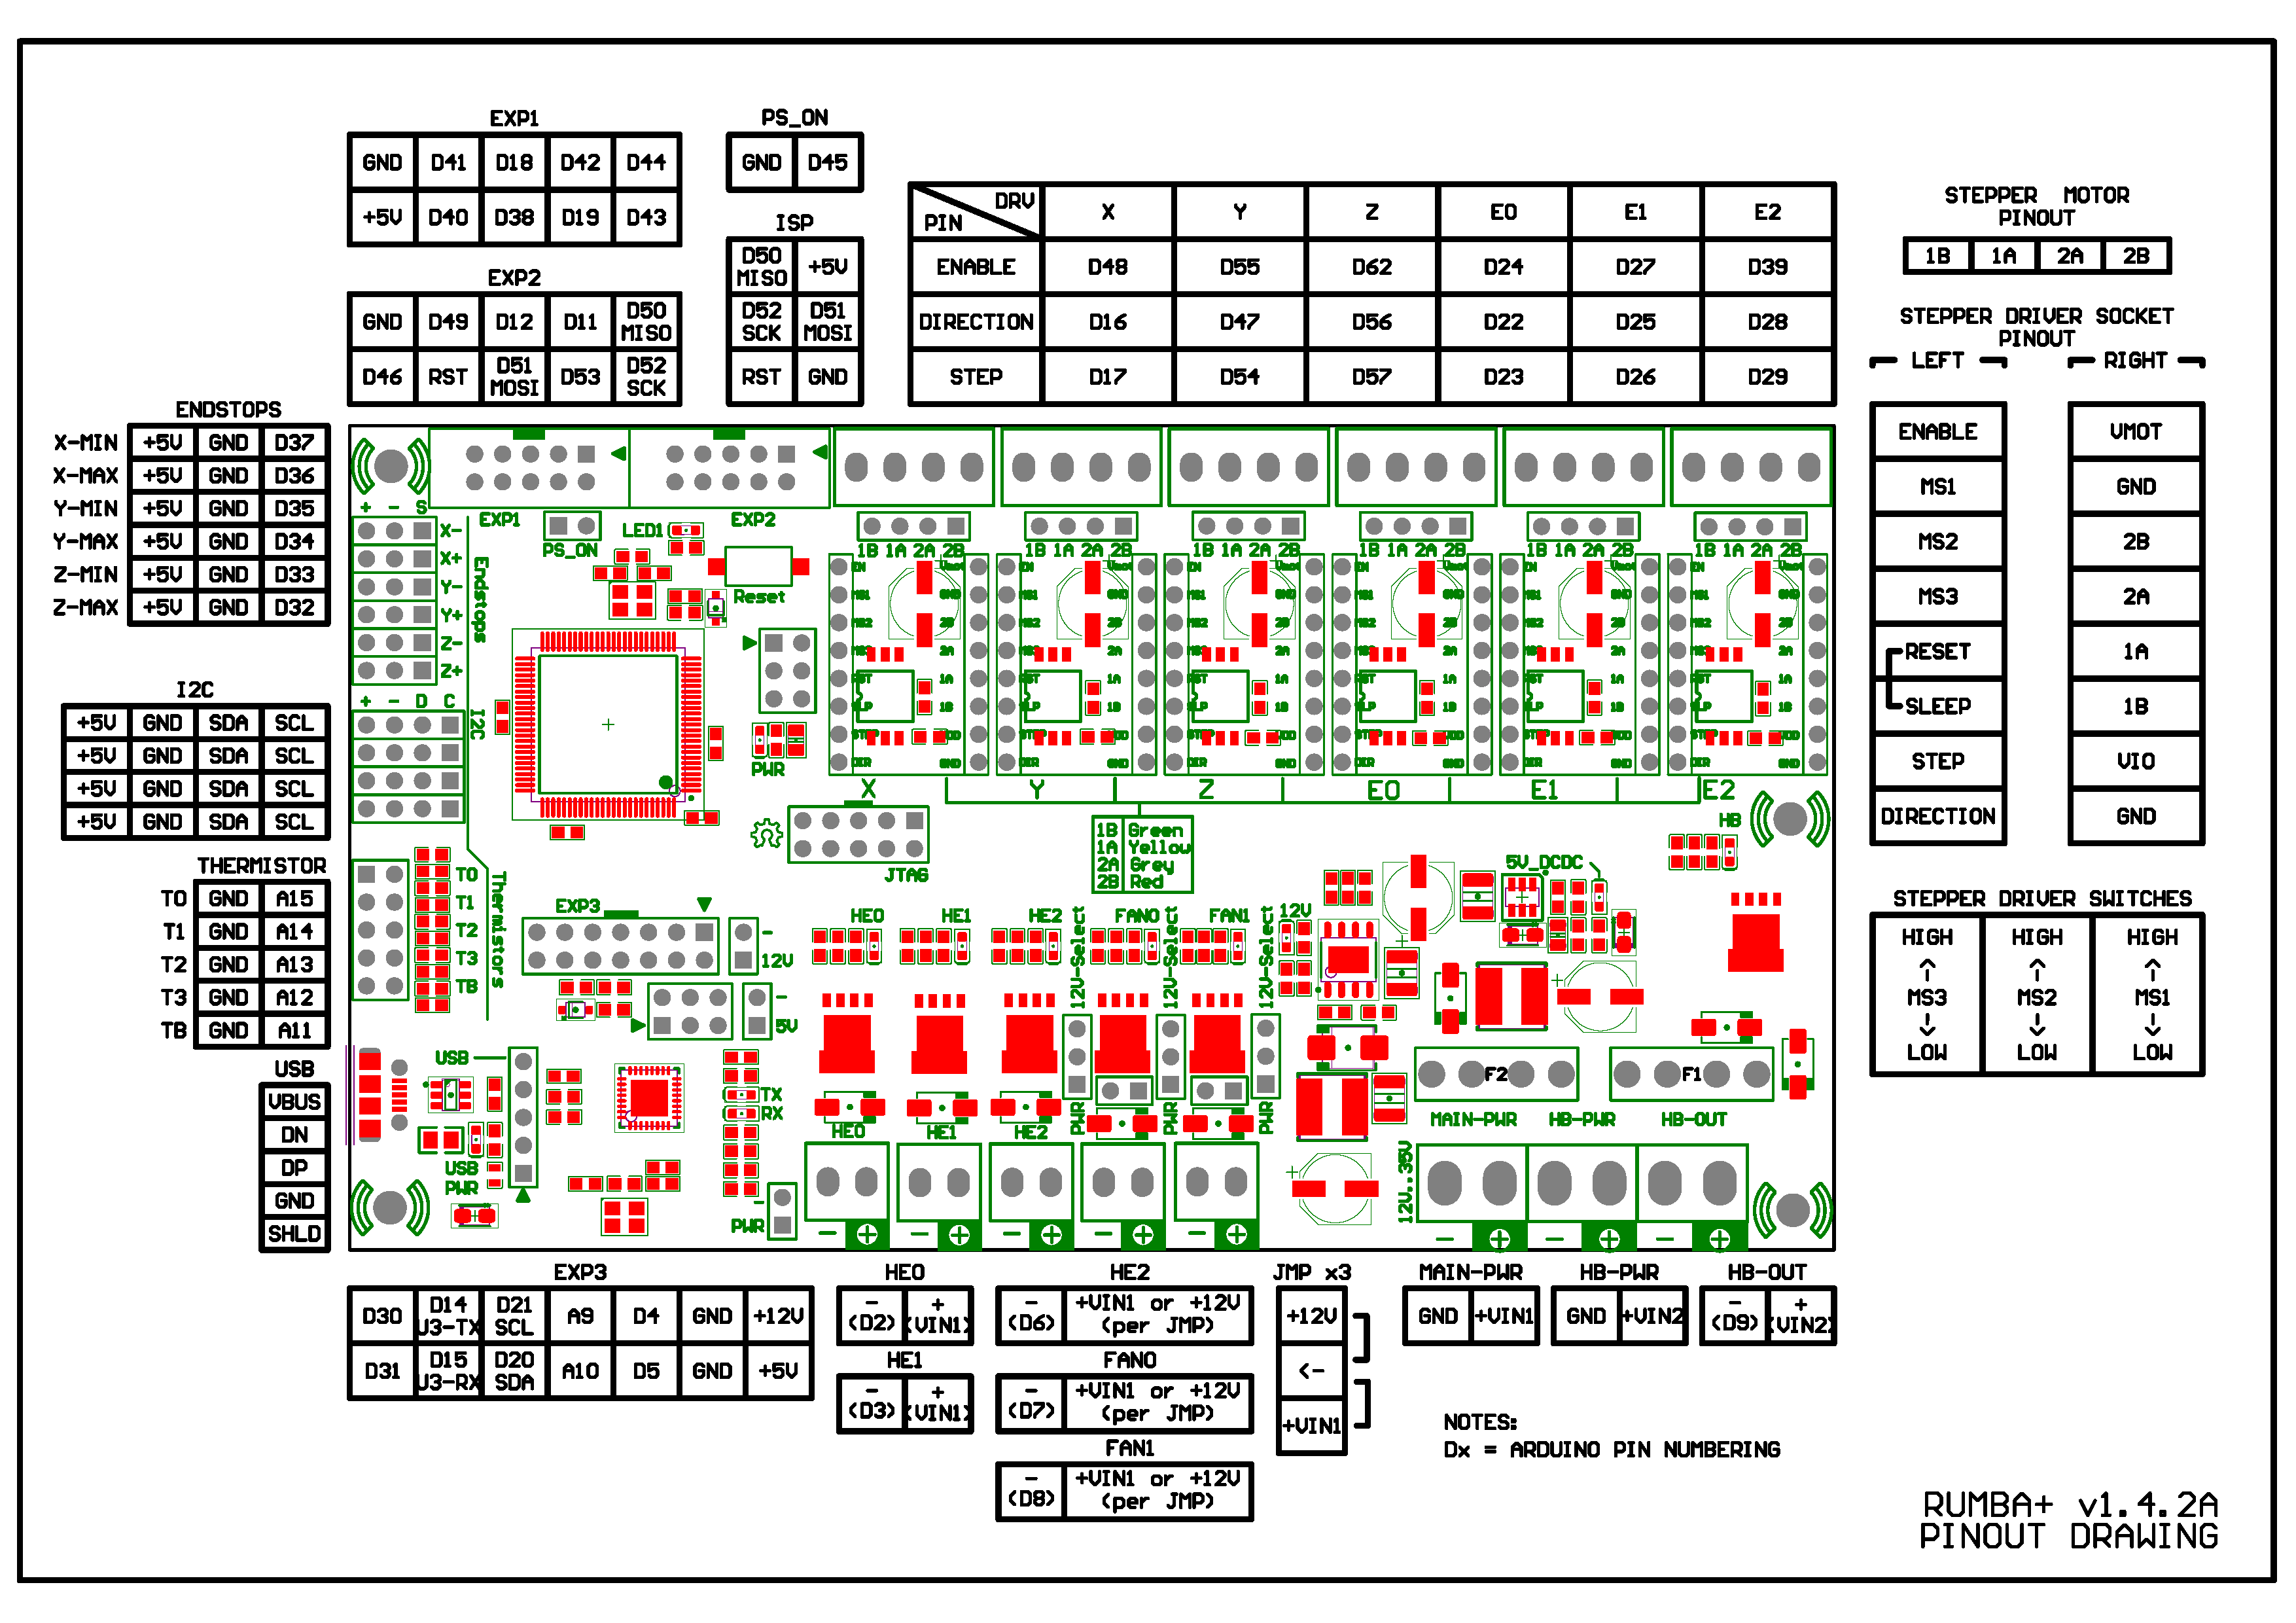 EXP1
GND D41 D18 D42 D44
+5V D40 D38 D19 D43
EXP2
GND D49 D12 D11 D50 MISO
D46 RST D51 MOSI D53 D52 SCK
PS_ON
GND D45
ISP
D50 MISO +5V
D52 SCK D51 MOSI
RST GND
DRV
PIN
X Y Z E0 E1 E2
ENABLE D48 D55 D62 D24 D27 D39
DIRECTION D16 D47 D56 D22 D25 D28
STEP D17 D54 D57 D23 D26 D29
STEPPER MOTOR
PINOUT
1B 1A 2A 2B
STEPPER DRIVER SOCKET
PINOUT
LEFT RIGHT
ENABLE VMOT
MS1 GND
MS2 2B
MS3 2A
RESET 1A
SLEEP 1B
STEP VIO
DIRECTION GND
STEPPER DRIVER SWITCHES
HIGH HIGH HIGH
MS3 MS2 MS1
LOW LOW LOW
ENDSTOPS
X-MIN +5V GND D37
X-MAX +5V GND D36
Y-MIN +5V GND D35
Y-MAX +5V GND D34
Z-MIN +5V GND D33
Z-MAX +5V GND D32
I2C
+5V GND SDA SCL
+5V GND SDA SCL
+5V GND SDA SCL
+5V GND SDA SCL
THERMISTOR
T0 GND A15
T1 GND A14
T2 GND A13
T3 GND A12
TB GND A11
USB
VBUS
DN
DP
GND
SHLD
+ - S
X-
X+
Y-
Y+
Z-
Z+
Endstops
+ - D C
I2C
T0
T1
T2
T3
TB
Thermistors
EXP1
PS_ON
LED1
EXP2
Reset
PWR
JTAG
1B 1A 2A 2B
1B 1A 2A 2B
1B 1A 2A 2B
1B 1A 2A 2B
1B 1A 2A 2B
1B 1A 2A 2B
X Y Z E0 E1 E2
1B Green
1A Yellow
2A Grey
2B Red
HB
5V_DCDC
EXP3
-
12V
-
5V
HE0 HE1 HE2 FAN0 FAN1 12V
12V-Select
12V-Select
12V-Select
PWR
PWR
PWR
USB
TX
RX
USB
PWR
-
PWR
HE0 HE1 HE2
F2 F1
MAIN-PWR HB-PWR HB-OUT
12V..35V
- + - + - + - + - +
- + - + - +
EXP3
D30 D14 U3-TX D21 SCL A9 D4 GND +12V
D31 D15 U3-RX D20 SDA A10 D5 GND +5V
HE0
- (D2) + (VIN1)
HE1
- (D3) + (VIN1)
HE2
- (D6) +VIN1 or +12V (per JMP)
FAN0
- (D7) +VIN1 or +12V (per JMP)
FAN1
- (D8) +VIN1 or +12V (per JMP)
JMP x3
+12V
<-
+VIN1
MAIN-PWR
GND +VIN1
HB-PWR
GND +VIN2
HB-OUT
- (D9) + (VIN2)
NOTES:
Dx = ARDUINO PIN NUMBERING
RUMBA+ v1.4.2A
PINOUT DRAWING